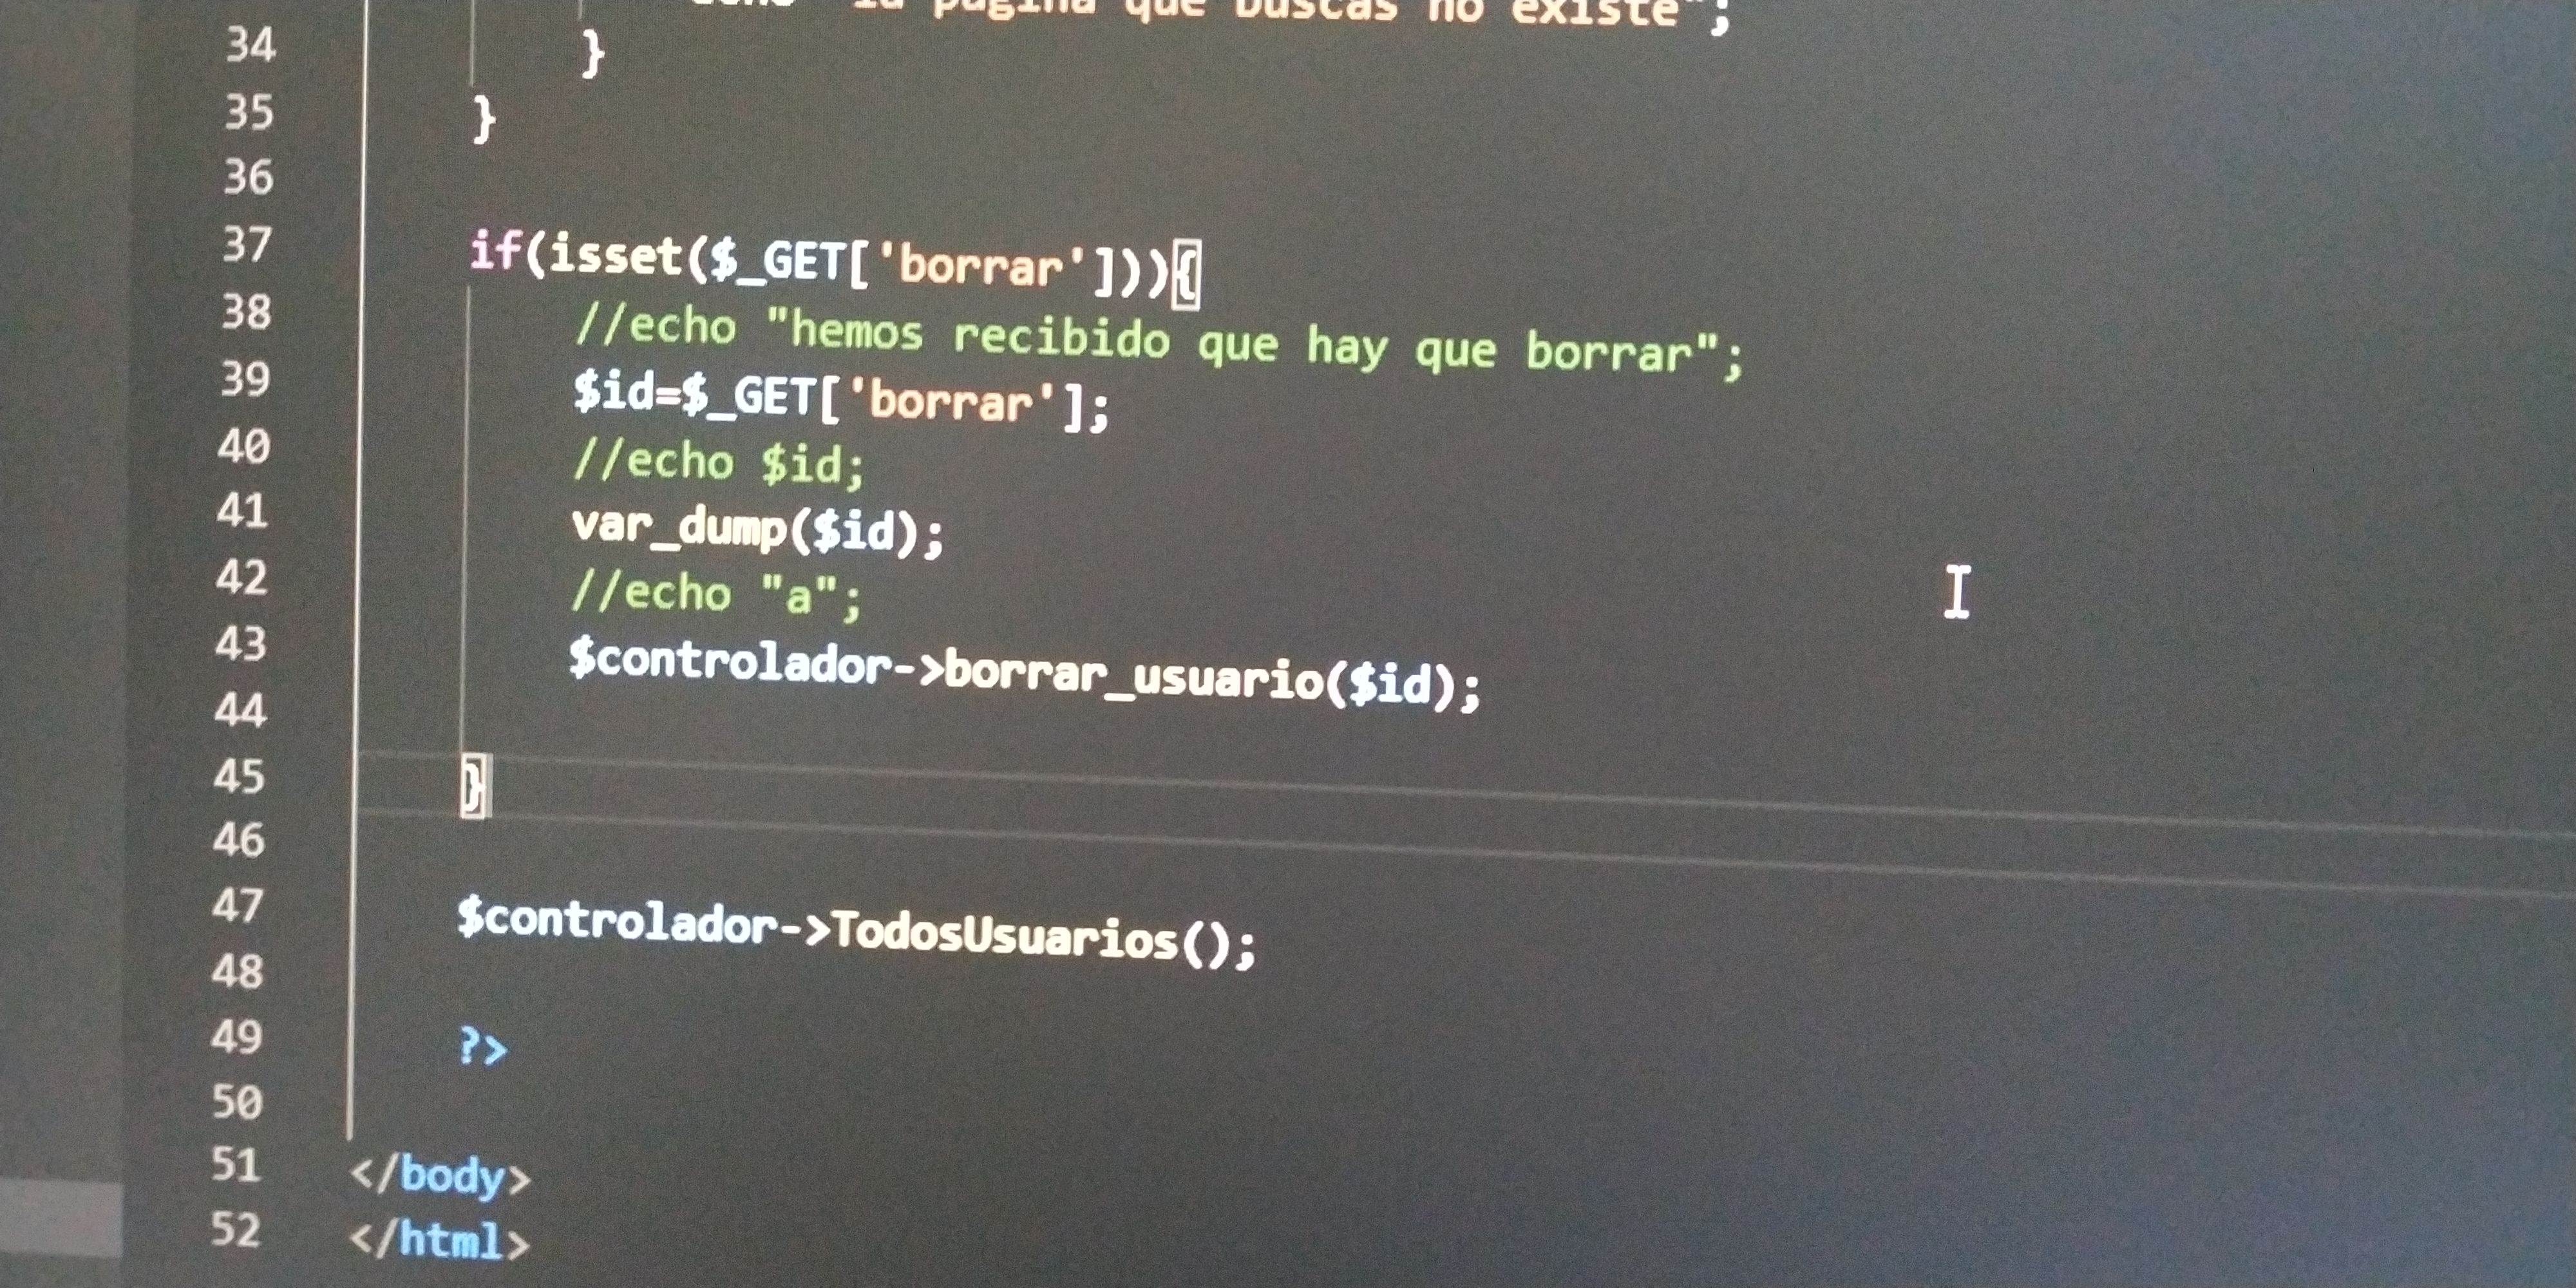 la pagina que buscas no existe";
34 }
35 }
36
37 if(isset($_GET['borrar'])){
38 //echo "hemos recibido que hay que borrar";
39 $id=$_GET['borrar'];
40 //echo $id;
41 var_dump($id);
42 //echo "a";
43 $controlador->borrar_usuario($id);
44
45 }
46
47 $controlador->TodosUsuarios();
48
49 ?>
50
51 </body>
52 </html>